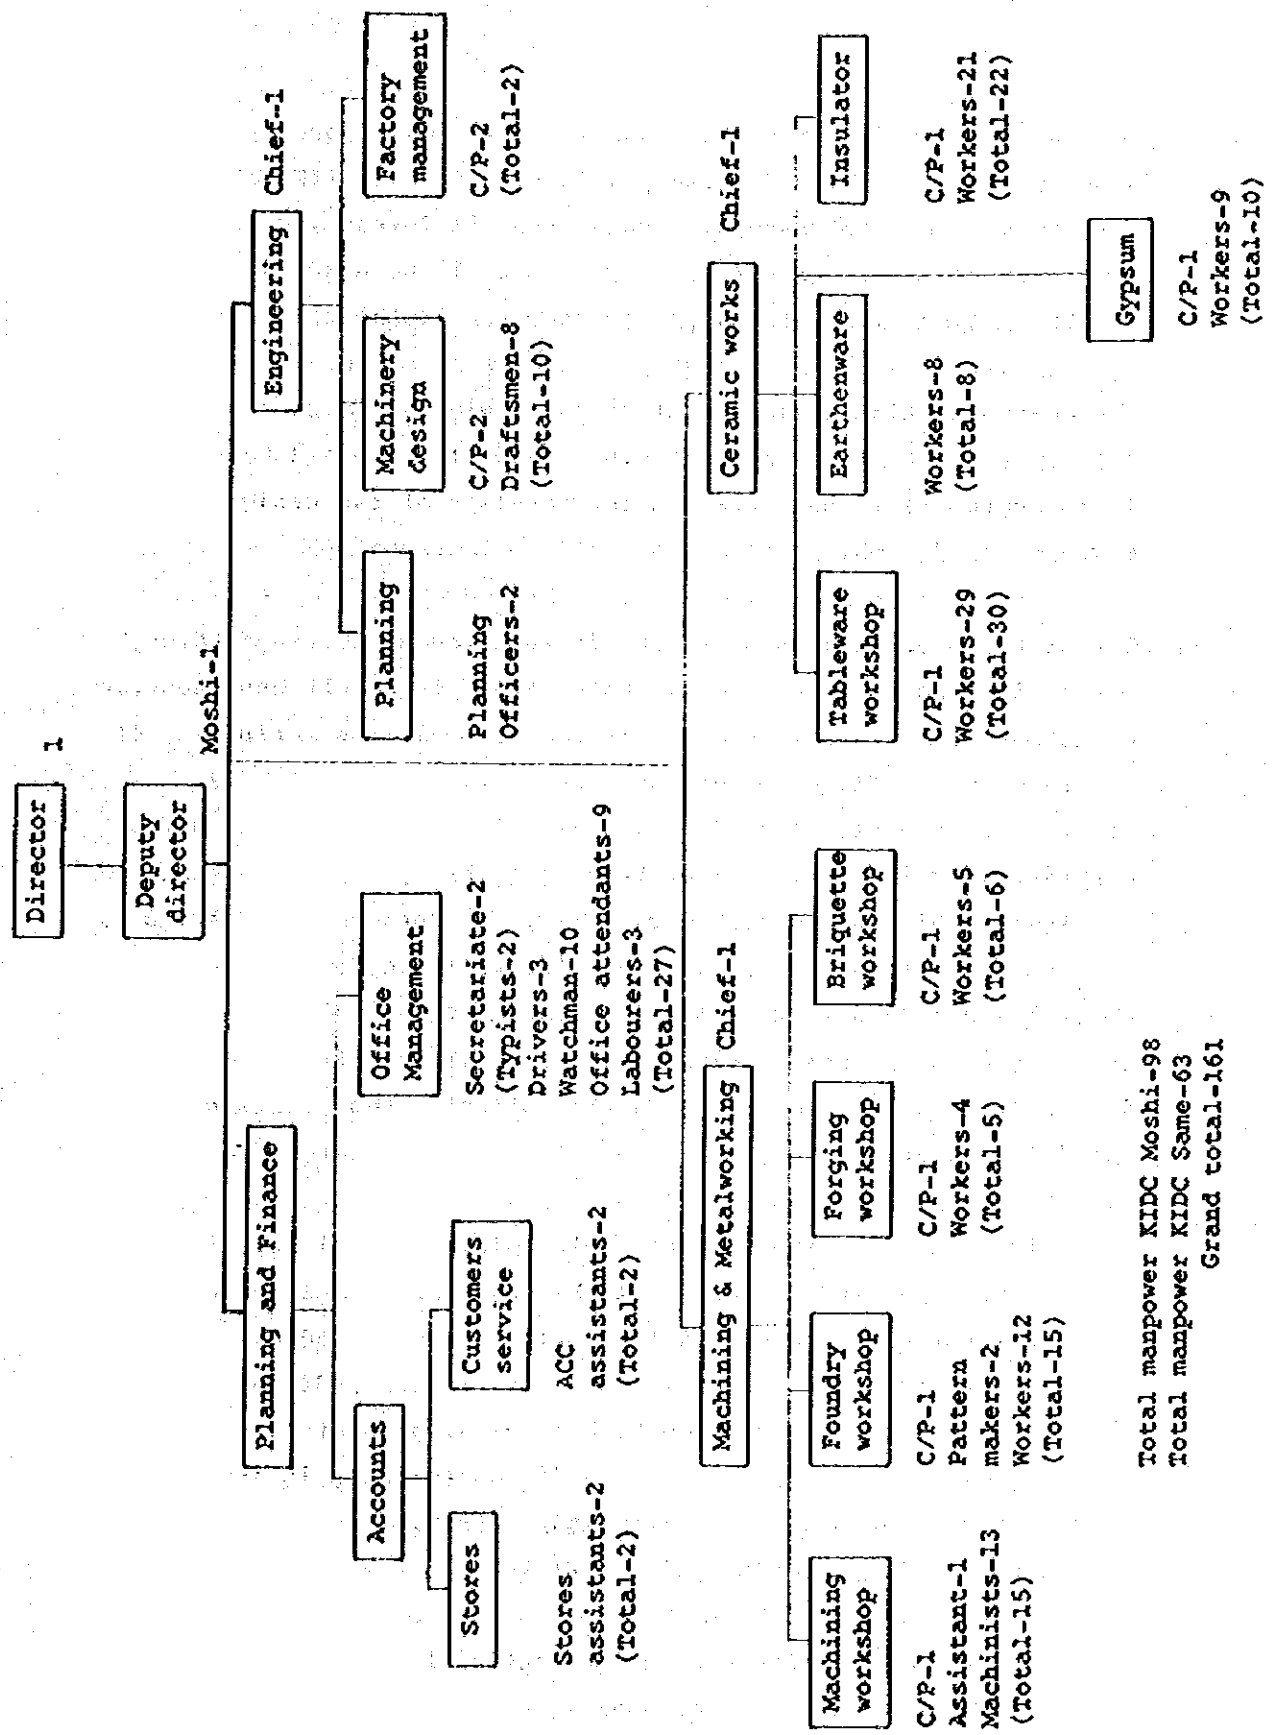 Director 1
Deputy
director
Moshi-1
Planning and Finance
Engineering Chief-1
Accounts
Office
Management
Secretariate-2
(Typists-2)
Drivers-3
Watchman-10
Office attendants-9
Labourers-3
(Total-27)
Stores
Stores
assistants-2
(Total-2)
Customers
service
ACC
assistants-2
(Total-2)
Planning
Planning
Officers-2
Machinery
design
C/P-2
Draftsmen-8
(Total-10)
Factory
management
C/P-2
(Total-2)
Machining & Metalworking Chief-1
Machining
workshop
C/P-1
Assistant-1
Machinists-13
(Total-15)
Foundry
workshop
C/P-1
Pattern
makers-2
Workers-12
(Total-15)
Forging
workshop
C/P-1
Workers-4
(Total-5)
Briquette
workshop
C/P-1
Workers-5
(Total-6)
Ceramic works Chief-1
Tableware
workshop
C/P-1
Workers-29
(Total-30)
Earthenware
Workers-8
(Total-8)
Insulator
C/P-1
Workers-21
(Total-22)
Gypsum
C/P-1
Workers-9
(Total-10)
Total manpower KIDC Moshi-98
Total manpower KIDC Same-63
Grand total-161